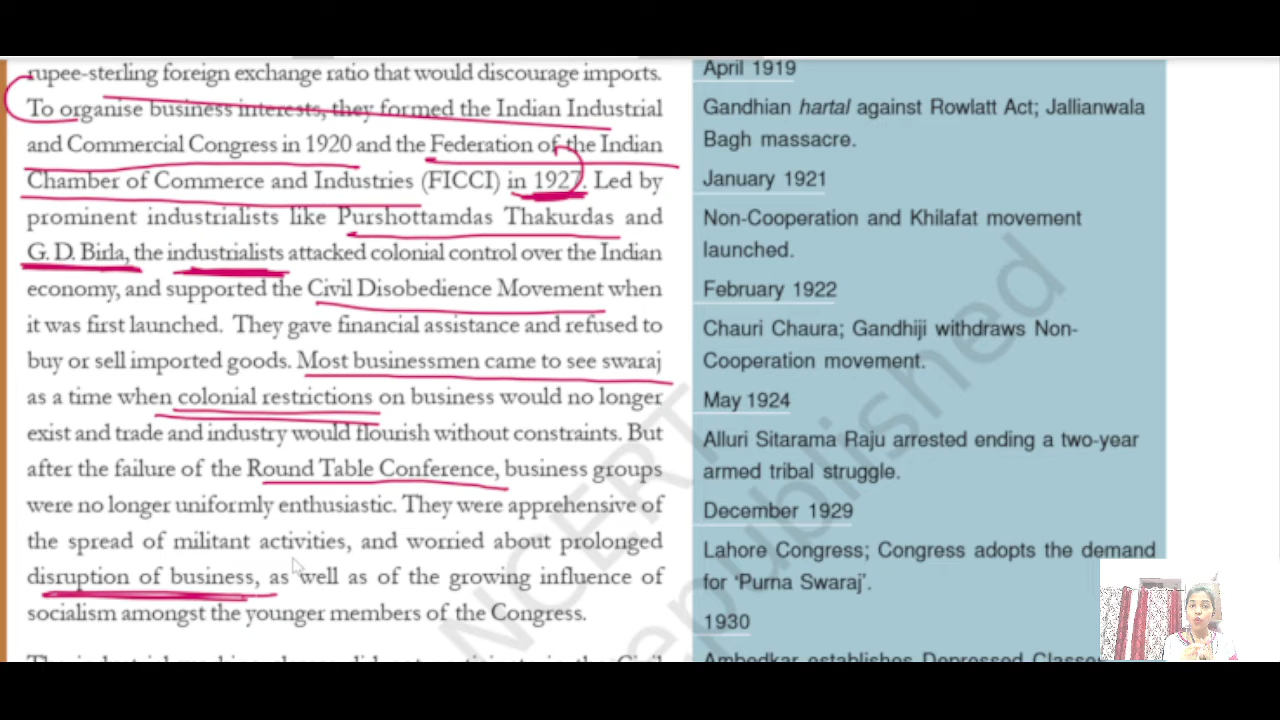 rupee-sterling foreign exchange ratio that would discourage imports.
To organise business interests, they formed the Indian Industrial
and Commercial Congress in 1920 and the Federation of the Indian
Chamber of Commerce and Industries (FICCI) in 1927. Led by
prominent industrialists like Purshottamdas Thakurdas and
G. D. Birla, the industrialists attacked colonial control over the Indian
economy, and supported the Civil Disobedience Movement when
it was first launched. They gave financial assistance and refused to
buy or sell imported goods. Most businessmen came to see swaraj
as a time when colonial restrictions on business would no longer
exist and trade and industry would flourish without constraints. But
after the failure of the Round Table Conference, business groups
were no longer uniformly enthusiastic. They were apprehensive of
the spread of militant activities, and worried about prolonged
disruption of business, as well as of the growing influence of
socialism amongst the younger members of the Congress.
April 1919
Gandhian hartal against Rowlatt Act; Jallianwala
Bagh massacre.
January 1921
Non-Cooperation and Khilafat movement
launched.
February 1922
Chauri Chaura; Gandhiji withdraws Non-
Cooperation movement.
May 1924
Alluri Sitarama Raju arrested ending a two-year
armed tribal struggle.
December 1929
Lahore Congress; Congress adopts the demand
for 'Purna Swaraj'.
1930
Ambedkar establishes Depressed Classes
NCERT
republished